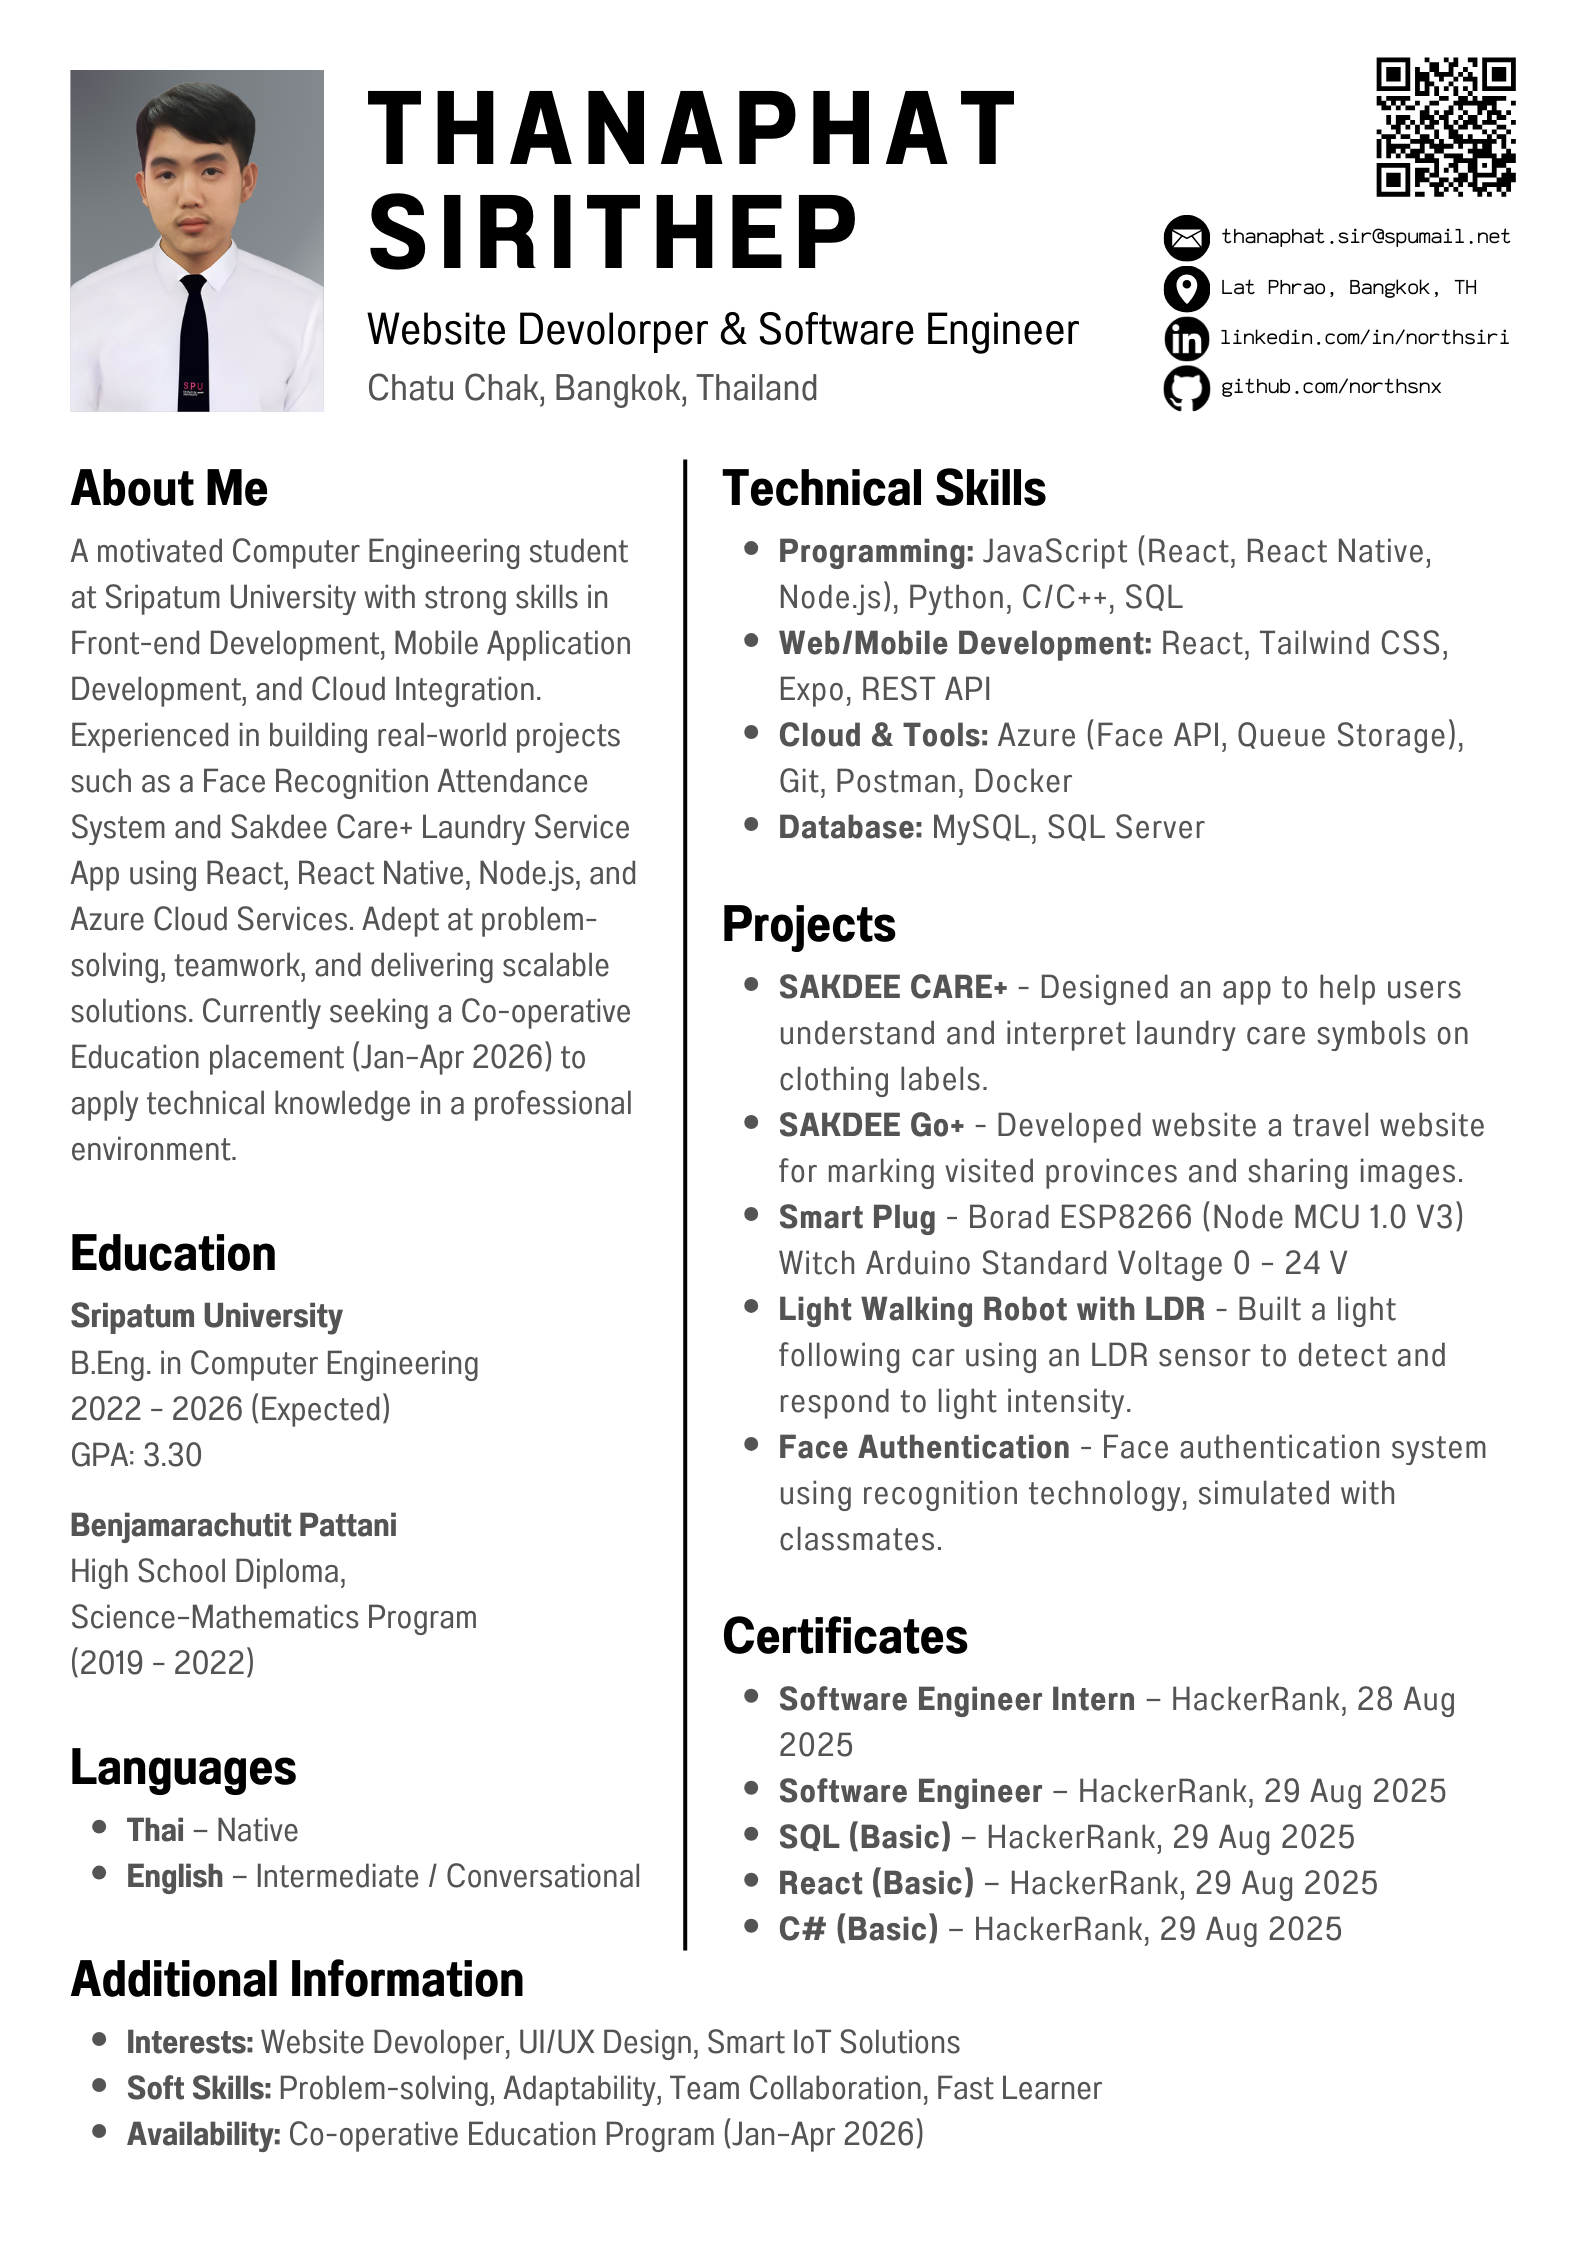 THANAPHAT
SIRITHEP
Website Devolorper & Software Engineer
Chatu Chak, Bangkok, Thailand
thanaphat.sir@spumail.net
Lat Phrao, Bangkok, TH
linkedin.com/in/northsiri
github.com/northsnx
SPU
About Me
A motivated Computer Engineering student
at Sripatum University with strong skills in
Front-end Development, Mobile Application
Development, and Cloud Integration.
Experienced in building real-world projects
such as a Face Recognition Attendance
System and Sakdee Care+ Laundry Service
App using React, React Native, Node.js, and
Azure Cloud Services. Adept at problem-
solving, teamwork, and delivering scalable
solutions. Currently seeking a Co-operative
Education placement (Jan-Apr 2026) to
apply technical knowledge in a professional
environment.
Education
Sripatum University
B.Eng. in Computer Engineering
2022 - 2026 (Expected)
GPA: 3.30
Benjamarachutit Pattani
High School Diploma,
Science-Mathematics Program
(2019 - 2022)
Languages
• Thai – Native
• English – Intermediate / Conversational
Technical Skills
• Programming: JavaScript (React, React Native,
Node.js), Python, C/C++, SQL
• Web/Mobile Development: React, Tailwind CSS,
Expo, REST API
• Cloud & Tools: Azure (Face API, Queue Storage),
Git, Postman, Docker
• Database: MySQL, SQL Server
Projects
• SAKDEE CARE+ - Designed an app to help users
understand and interpret laundry care symbols on
clothing labels.
• SAKDEE Go+ - Developed website a travel website
for marking visited provinces and sharing images.
• Smart Plug - Borad ESP8266 (Node MCU 1.0 V3)
Witch Arduino Standard Voltage 0 - 24 V
• Light Walking Robot with LDR - Built a light
following car using an LDR sensor to detect and
respond to light intensity.
• Face Authentication - Face authentication system
using recognition technology, simulated with
classmates.
Certificates
• Software Engineer Intern – HackerRank, 28 Aug
2025
• Software Engineer – HackerRank, 29 Aug 2025
• SQL (Basic) – HackerRank, 29 Aug 2025
• React (Basic) – HackerRank, 29 Aug 2025
• C# (Basic) – HackerRank, 29 Aug 2025
Additional Information
• Interests: Website Devoloper, UI/UX Design, Smart IoT Solutions
• Soft Skills: Problem-solving, Adaptability, Team Collaboration, Fast Learner
• Availability: Co-operative Education Program (Jan-Apr 2026)